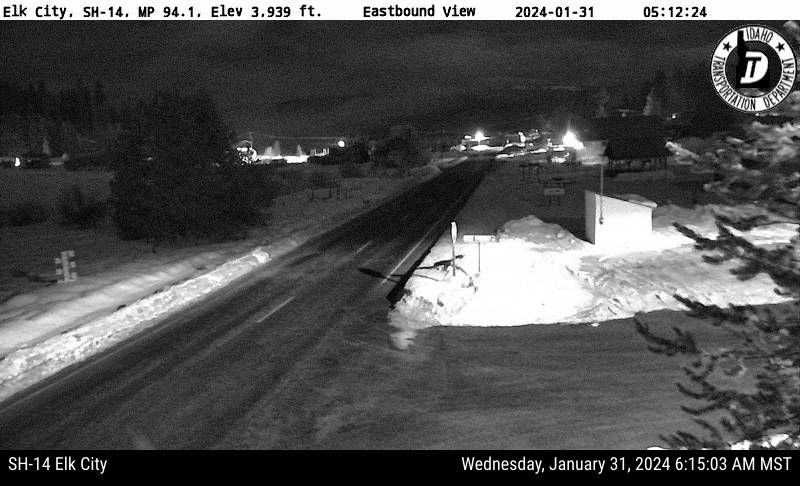 Elk City, SH-14, MP 94.1, Elev 3,939 ft. Eastbound View 2024-01-31 05:12:24
IDAHO
TRANSPORTATION DEPARTMENT
SH-14 Elk City Wednesday, January 31, 2024 6:15:03 AM MST